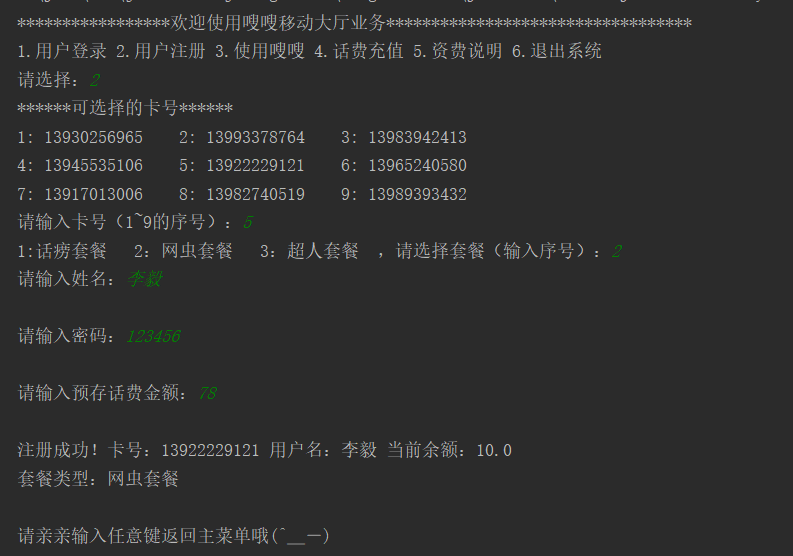 *****************欢迎使用嗖嗖移动大厅业务**********************************
1.用户登录 2.用户注册 3.使用嗖嗖 4.话费充值 5.资费说明 6.退出系统
请选择：2
******可选择的卡号******
1: 13930256965    2: 13993378764    3: 13983942413
4: 13945535106    5: 13922229121    6: 13965240580
7: 13917013006    8: 13982740519    9: 13989393432
请输入卡号（1~9的序号）：5
1:话痨套餐   2：网虫套餐   3：超人套餐  ，请选择套餐（输入序号）：2
请输入姓名：李毅
请输入密码：123456
请输入预存话费金额：78
注册成功！卡号：13922229121 用户名：李毅 当前余额：10.0
套餐类型：网虫套餐
请亲亲输入任意键返回主菜单哦(^__−)